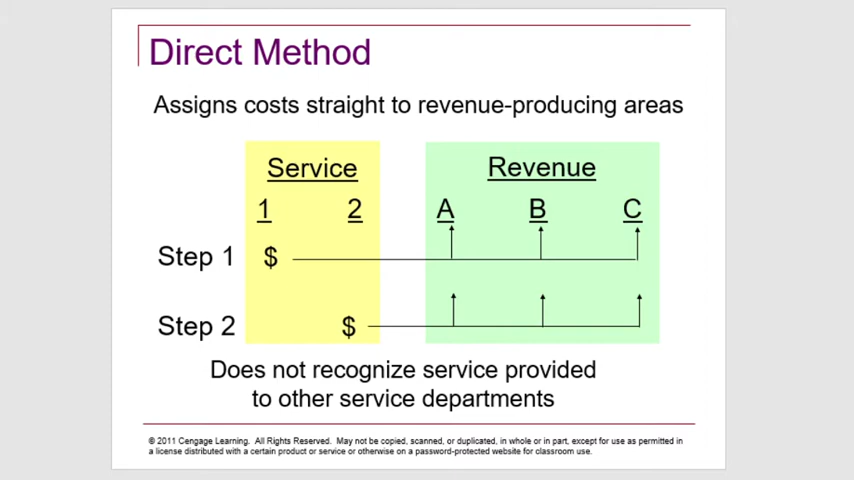 Direct Method
Assigns costs straight to revenue-producing areas
Service Revenue
1 2 A B C
Step 1 $
Step 2 $
Does not recognize service provided
to other service departments
© 2011 Cengage Learning. All Rights Reserved. May not be copied, scanned, or duplicated, in whole or in part, except for use as permitted in
a license distributed with a certain product or service or otherwise on a password-protected website for classroom use.